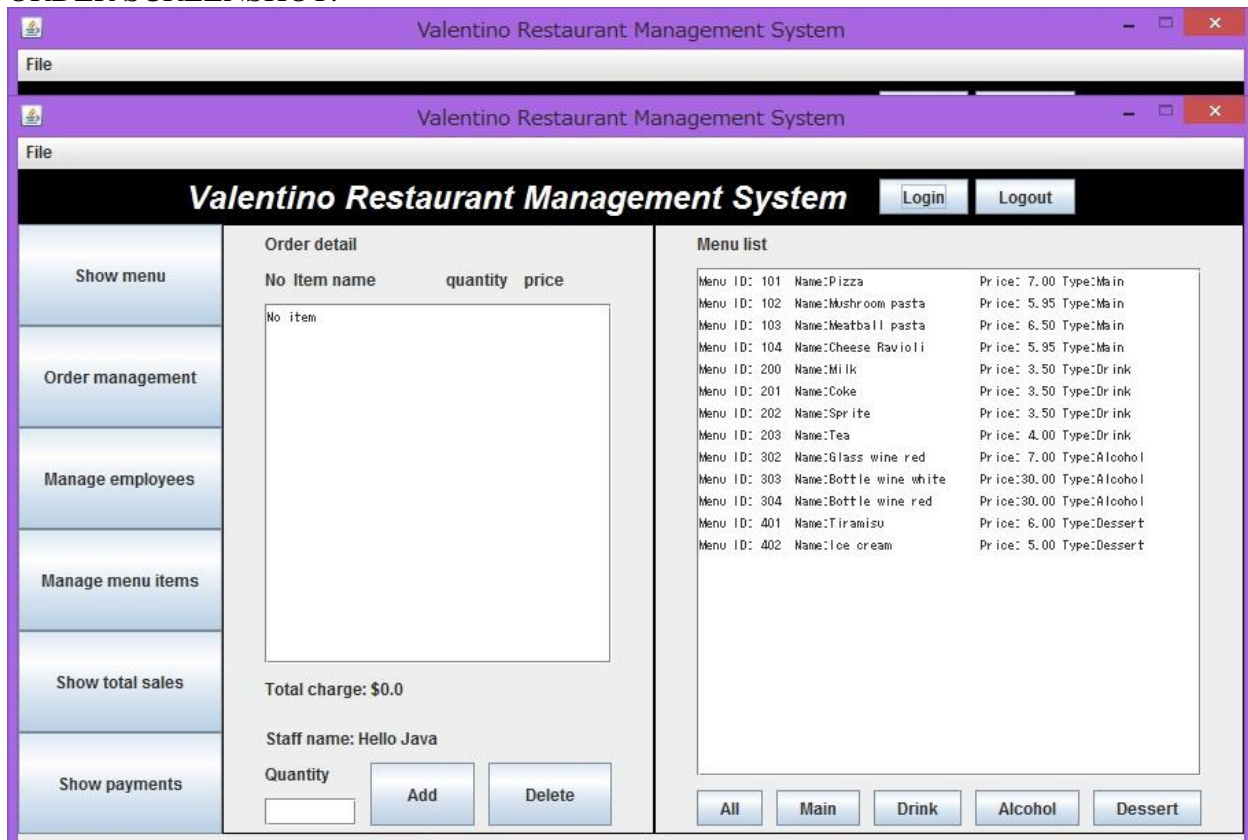 Valentino Restaurant Management System
File
Valentino Restaurant Management System
File
Valentino Restaurant Management System Login Logout
Show menu
Order management
Manage employees
Manage menu items
Show total sales
Show payments
Order detail
No Item name quantity price
No item
Total charge: $0.0
Staff name: Hello Java
Quantity
Add Delete
Menu list
Menu ID: 101 Name:Pizza Price: 7.00 Type:Main
Menu ID: 102 Name:Mushroom pasta Price: 5.95 Type:Main
Menu ID: 103 Name:Meatball pasta Price: 6.50 Type:Main
Menu ID: 104 Name:Cheese Ravioli Price: 5.95 Type:Main
Menu ID: 200 Name:Milk Price: 3.50 Type:Drink
Menu ID: 201 Name:Coke Price: 3.50 Type:Drink
Menu ID: 202 Name:Sprite Price: 3.50 Type:Drink
Menu ID: 203 Name:Tea Price: 4.00 Type:Drink
Menu ID: 302 Name:Glass wine red Price: 7.00 Type:Alcohol
Menu ID: 303 Name:Bottle wine white Price:30.00 Type:Alcohol
Menu ID: 304 Name:Bottle wine red Price:30.00 Type:Alcohol
Menu ID: 401 Name:Tiramisu Price: 6.00 Type:Dessert
Menu ID: 402 Name:Ice cream Price: 5.00 Type:Dessert
All Main Drink Alcohol Dessert